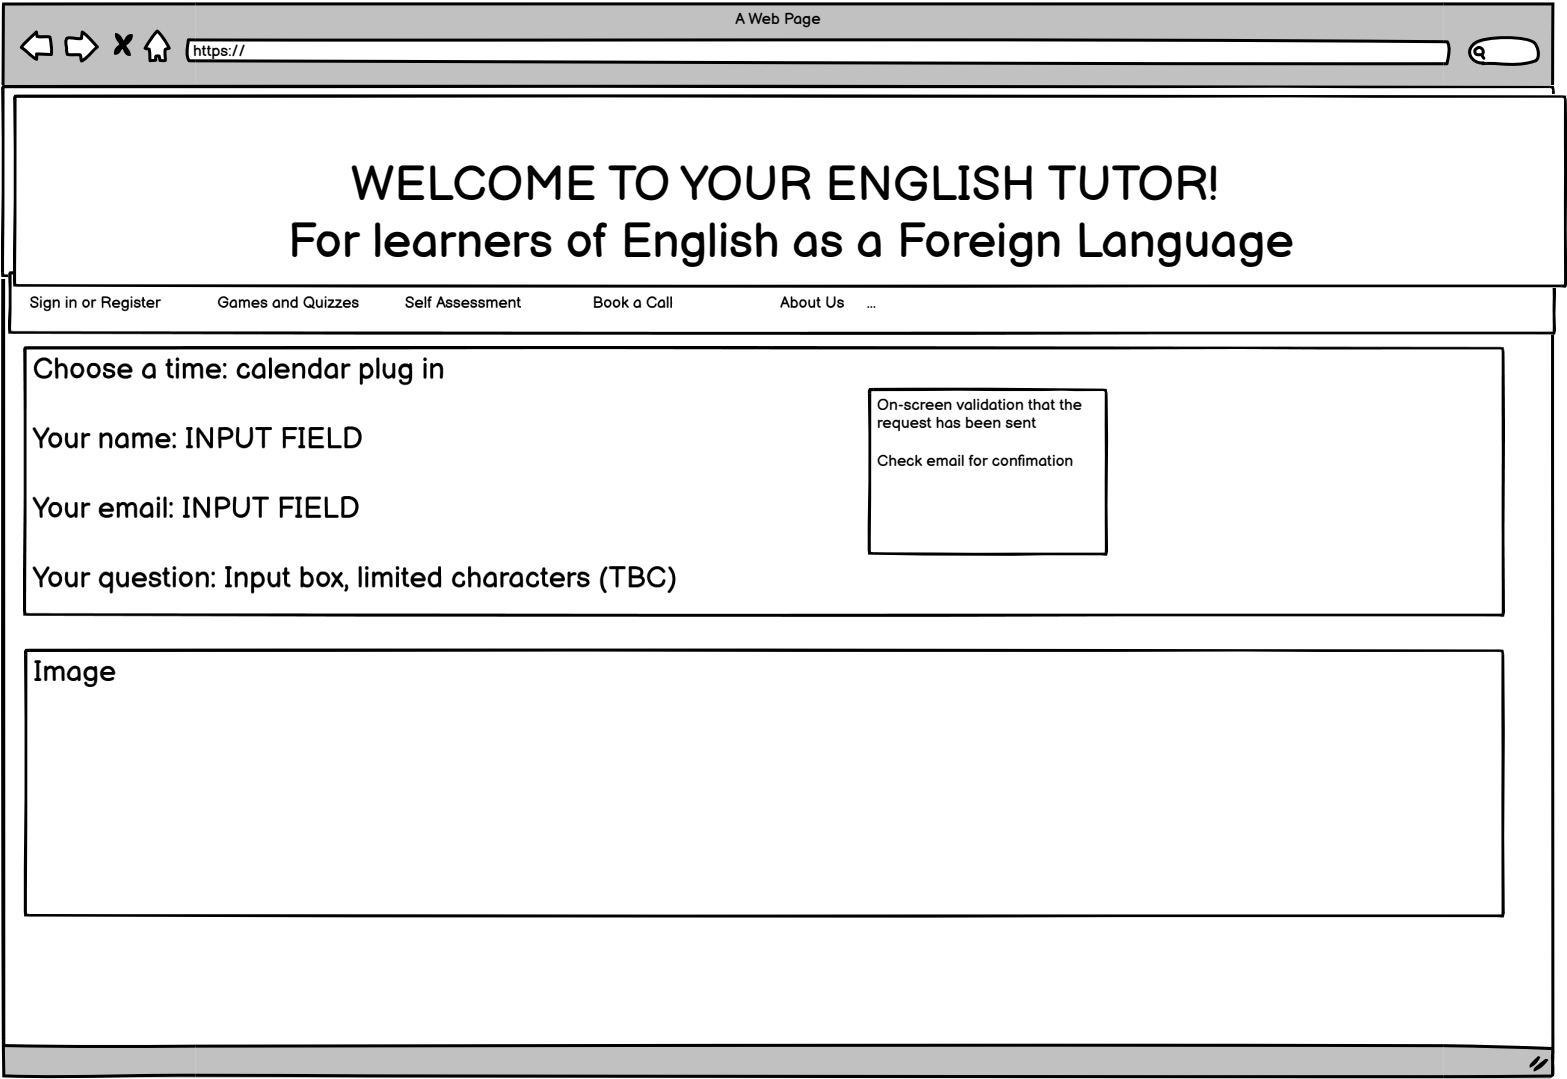 A Web Page
https://
WELCOME TO YOUR ENGLISH TUTOR!
For learners of English as a Foreign Language
Sign in or Register Games and Quizzes Self Assessment Book a Call About Us ...
Choose a time: calendar plug in
Your name: INPUT FIELD
Your email: INPUT FIELD
Your question: Input box, limited characters (TBC)
On-screen validation that the
request has been sent
Check email for confimation
Image